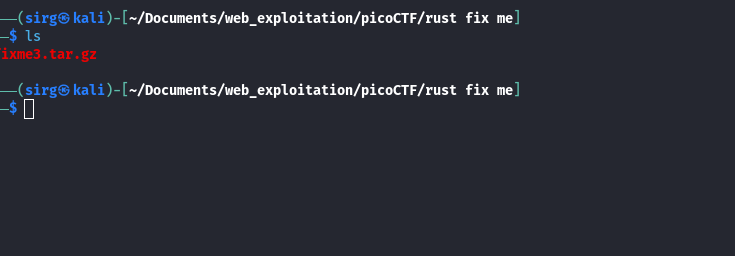 ──(sirg㉿kali)-[~/Documents/web_exploitation/picoCTF/rust fix me]
─$ ls
ixme3.tar.gz
──(sirg㉿kali)-[~/Documents/web_exploitation/picoCTF/rust fix me]
─$